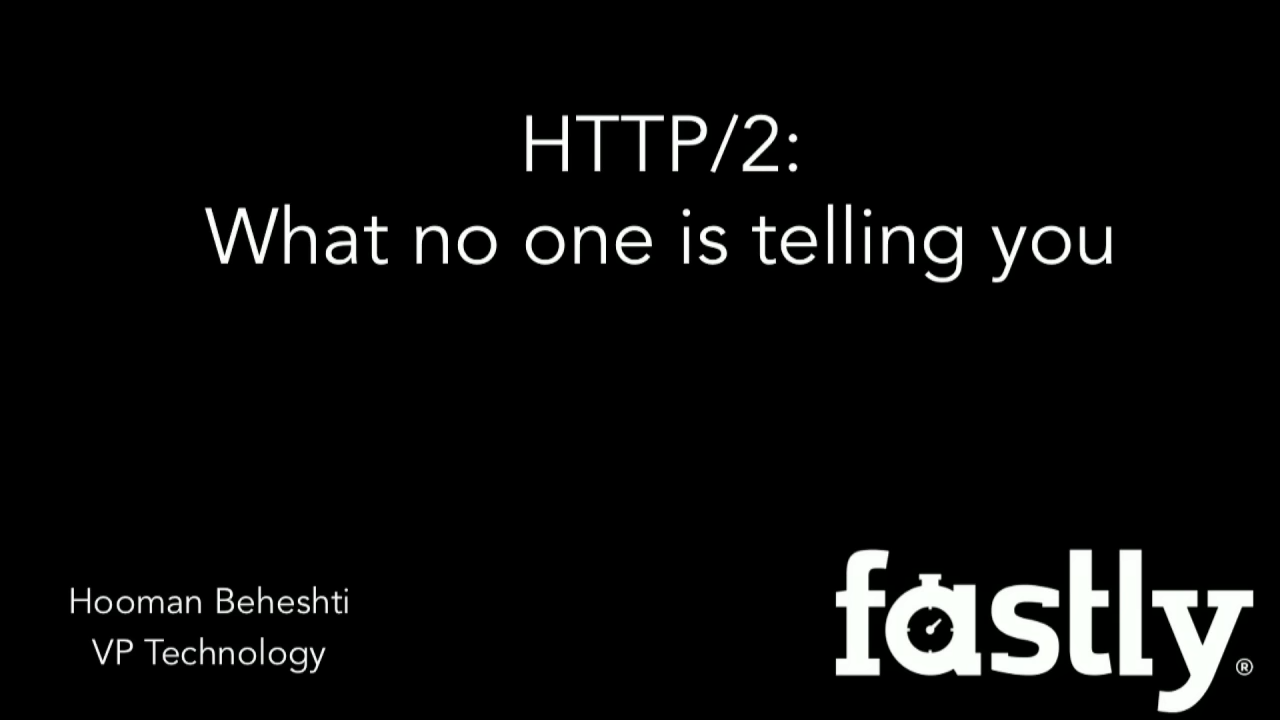 HTTP/2:
What no one is telling you
Hooman Beheshti
VP Technology
fastly®